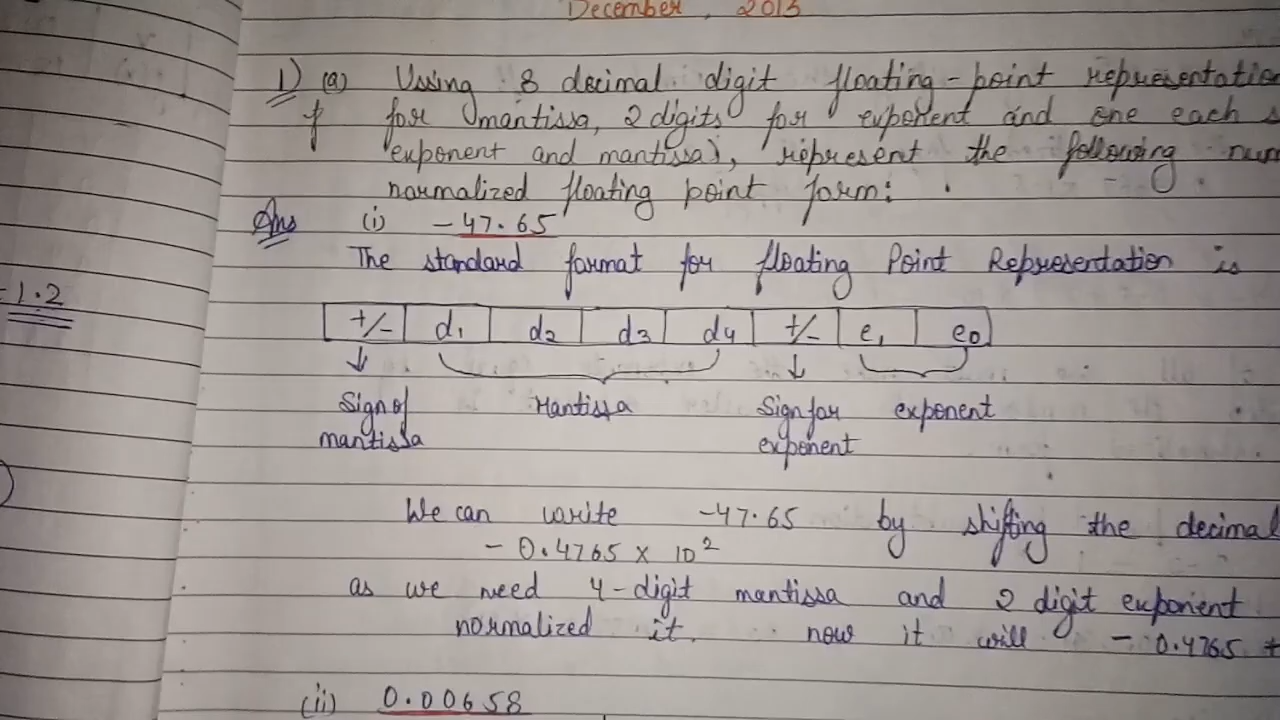 December, 2013
1) (a) Using 8 decimal digit floating-point representation
for mantissa, 2 digits for exponent and one each s
exponent and mantissa), represent the following num
normalized floating point form:
Ans (i) -47.65
The standard format for floating Point Representation is
=1.2
+/- d1 d2 d3 d4 +/- e1 e0
Sign of Mantissa Sign for exponent
mantissa exponent
We can write -47.65 by shifting the decimal
- 0.4765 x 10²
as we need 4-digit mantissa and 2 digit exponent
normalized it. now it will - 0.4765
(ii) 0.00658